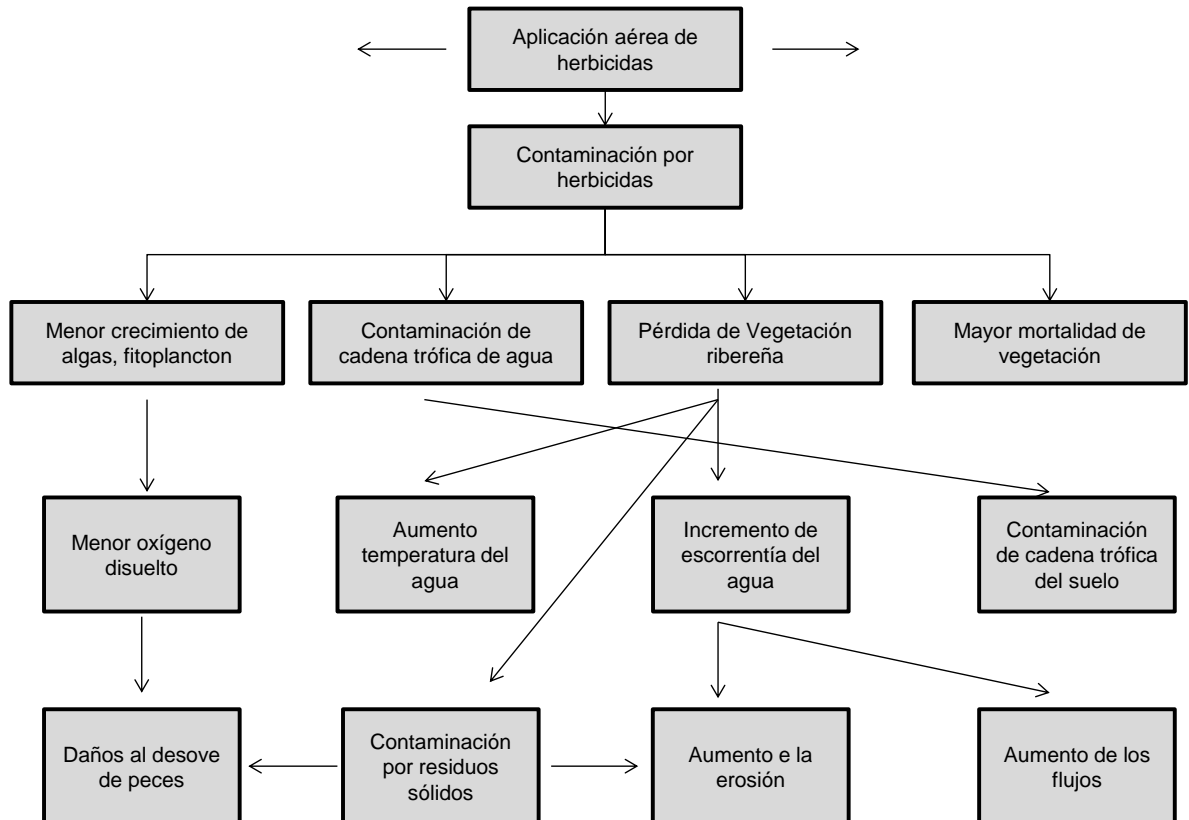 Aplicación aérea de
herbicidas
Contaminación por
herbicidas
Menor crecimiento de
algas, fitoplancton
Contaminación de
cadena trófica de agua
Pérdida de Vegetación
ribereña
Mayor mortalidad de
vegetación
Menor oxígeno
disuelto
Aumento
temperatura del
agua
Incremento de
escorrentía del
agua
Contaminación
de cadena trófica
del suelo
Daños al desove
de peces
Contaminación
por residuos
sólidos
Aumento e la
erosión
Aumento de los
flujos